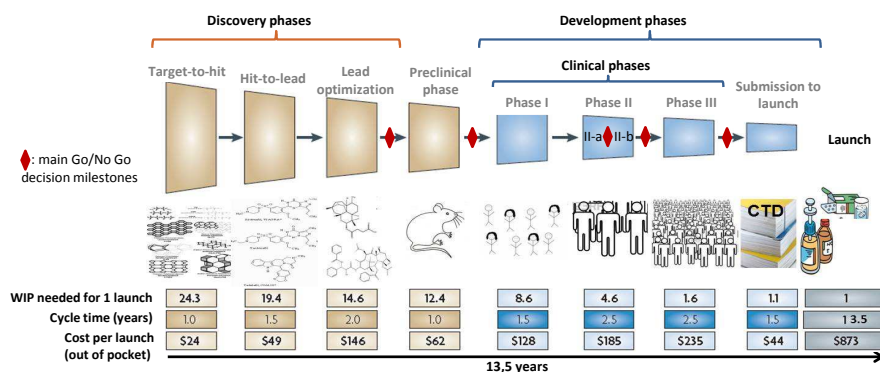 Discovery phases
Development phases
Clinical phases
Target-to-hit
Hit-to-lead
Lead
optimization
Preclinical
phase
Phase I
Phase II
Phase III
Submission to
launch
II-a
II-b
Launch
: main Go/No Go
decision milestones
CTD
WIP needed for 1 launch 24.3 19.4 14.6 12.4 8.6 4.6 1.6 1.1 1
Cycle time (years) 1.0 1.5 2.0 1.0 1.5 2.5 2.5 1.5 13.5
Cost per launch
(out of pocket) $24 $49 $146 $62 $128 $185 $235 $44 $873
13,5 years